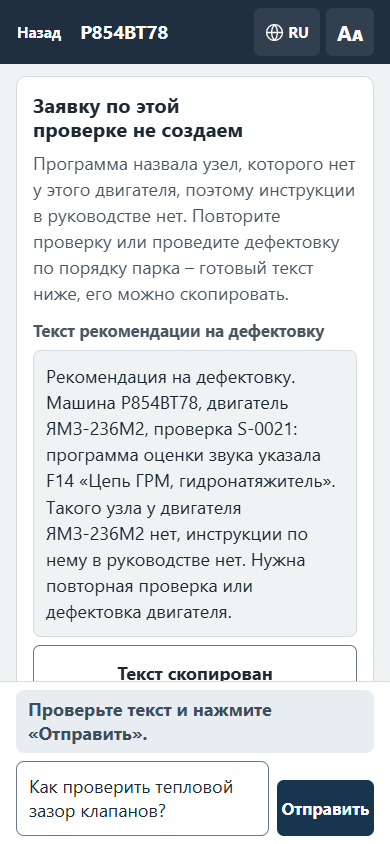 Назад
P854BT78
RU
Aᴀ
Заявку по этой
проверке не создаем
Программа назвала узел, которого нет
у этого двигателя, поэтому инструкции
в руководстве нет. Повторите
проверку или проведите дефектовку
по порядку парка – готовый текст
ниже, его можно скопировать.
Текст рекомендации на дефектовку
Рекомендация на дефектовку.
Машина P854BT78, двигатель
ЯМЗ-236М2, проверка S-0021:
программа оценки звука указала
F14 «Цепь ГРМ, гидронатяжитель».
Такого узла у двигателя
ЯМЗ-236М2 нет, инструкции по
нему в руководстве нет. Нужна
повторная проверка или
дефектовка двигателя.
Текст скопирован
Проверьте текст и нажмите
«Отправить».
Как проверить тепловой
зазор клапанов?
Отправить